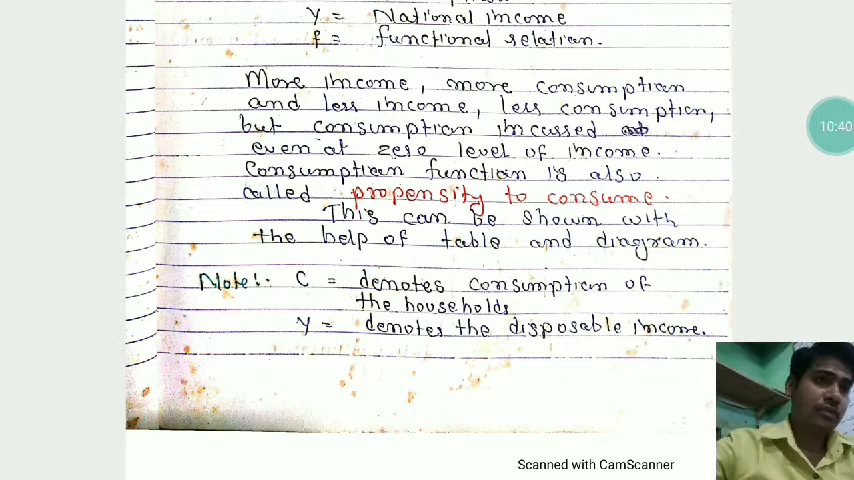 Y = National income
f = functional relation.
More income, more consumption
and less income, less consumption,
but consumption incussed
even at zero level of income.
Consumption function is also
called propensity to consume.
This can be shown with
the help of table and diagram.
Note:- C = denotes consumption of
the households
Y = denotes the disposable income.
10:40
Scanned with CamScanner